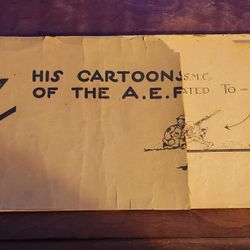 HIS CARTOONS
OF THE A.E.F
S.M.C.
ATED TO -